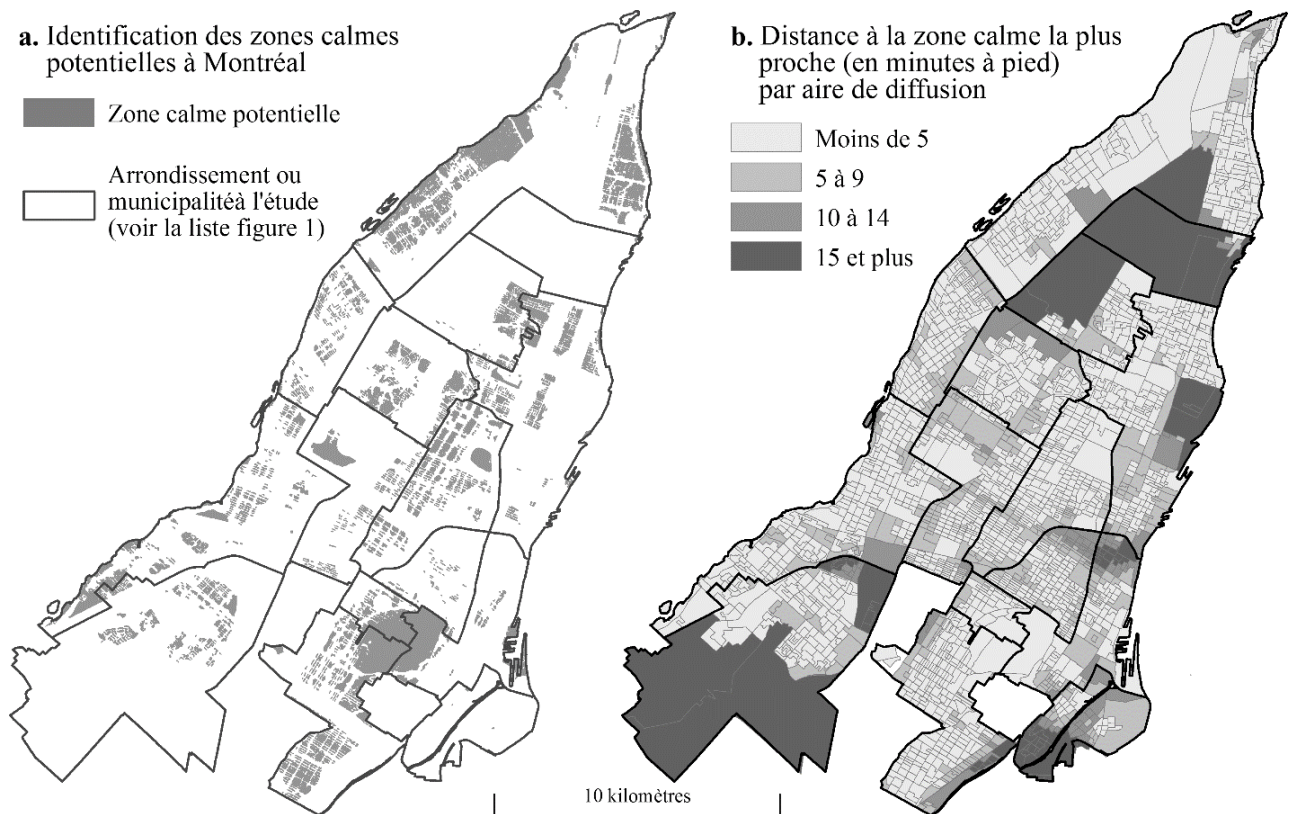 a. Identification des zones calmes
potentielles à Montréal
Zone calme potentielle
Arrondissement ou
municipalitéà l'étude
(voir la liste figure 1)
b. Distance à la zone calme la plus
proche (en minutes à pied)
par aire de diffusion
Moins de 5
5 à 9
10 à 14
15 et plus
10 kilomètres